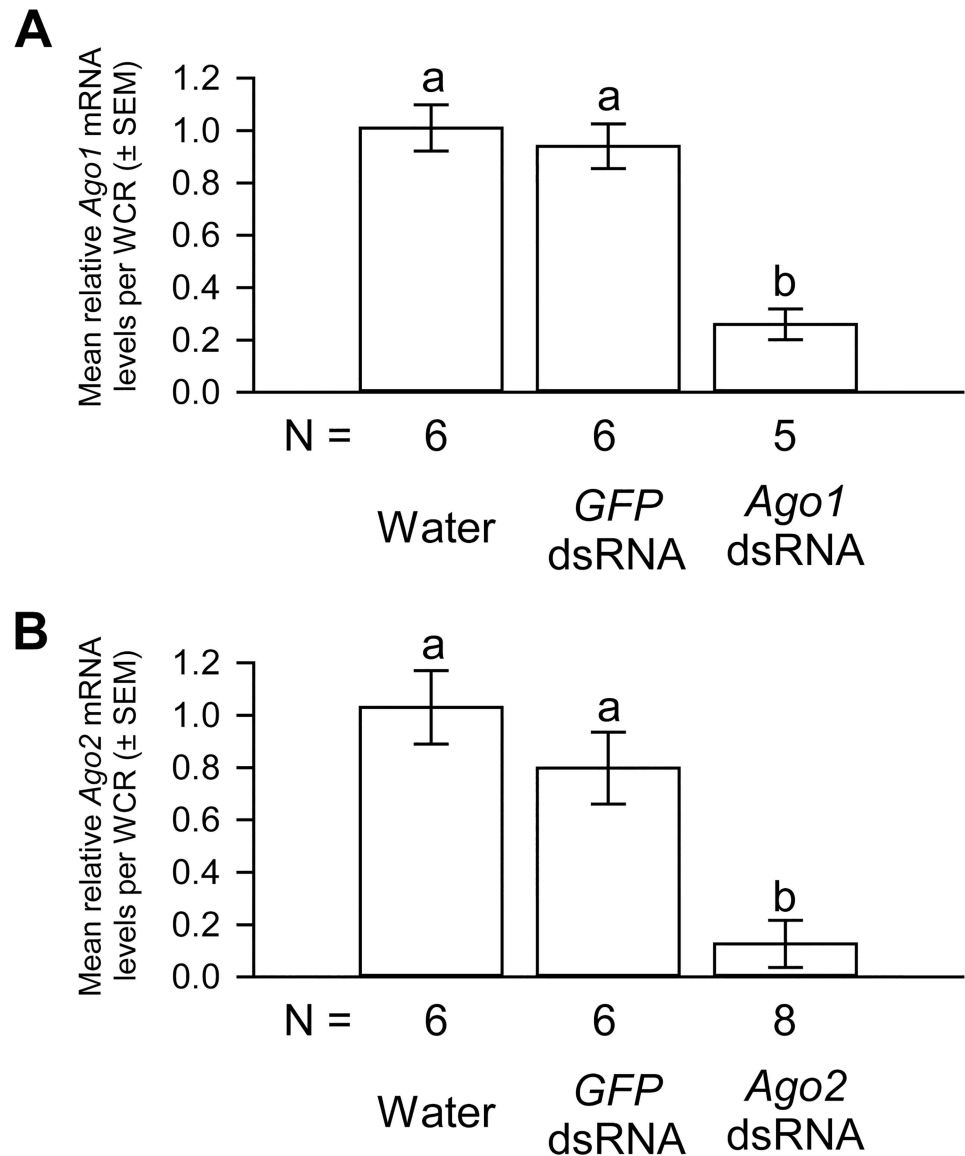 A
Mean relative Ago1 mRNA
levels per WCR (± SEM)
1.2
1.0
0.8
0.6
0.4
0.2
0.0
a
a
b
N = 6 6 5
Water
GFP
dsRNA
Ago1
dsRNA
B
Mean relative Ago2 mRNA
levels per WCR (± SEM)
1.2
1.0
0.8
0.6
0.4
0.2
0.0
a
a
b
N = 6 6 8
Water
GFP
dsRNA
Ago2
dsRNA